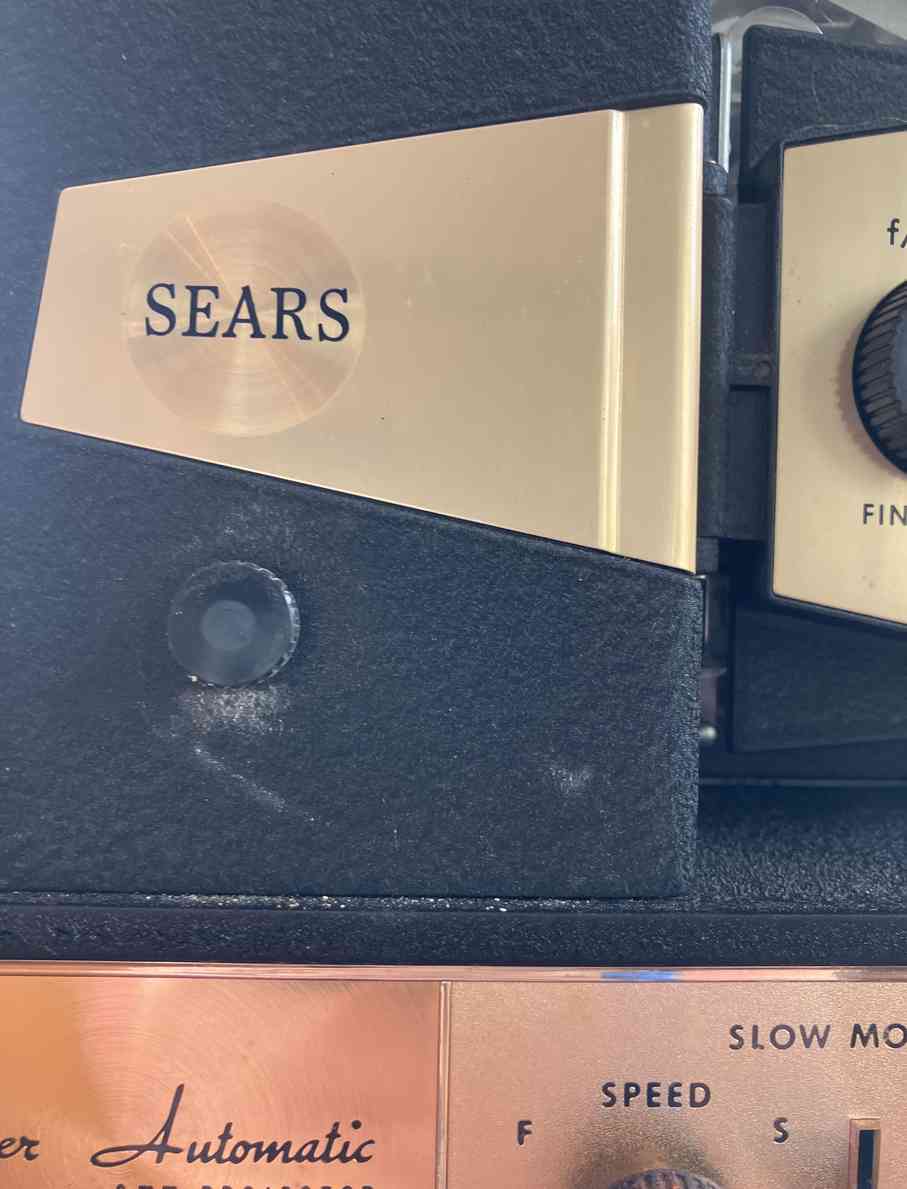 SEARS
f/
FIN
SLOW MO
SPEED
F S
er Automatic